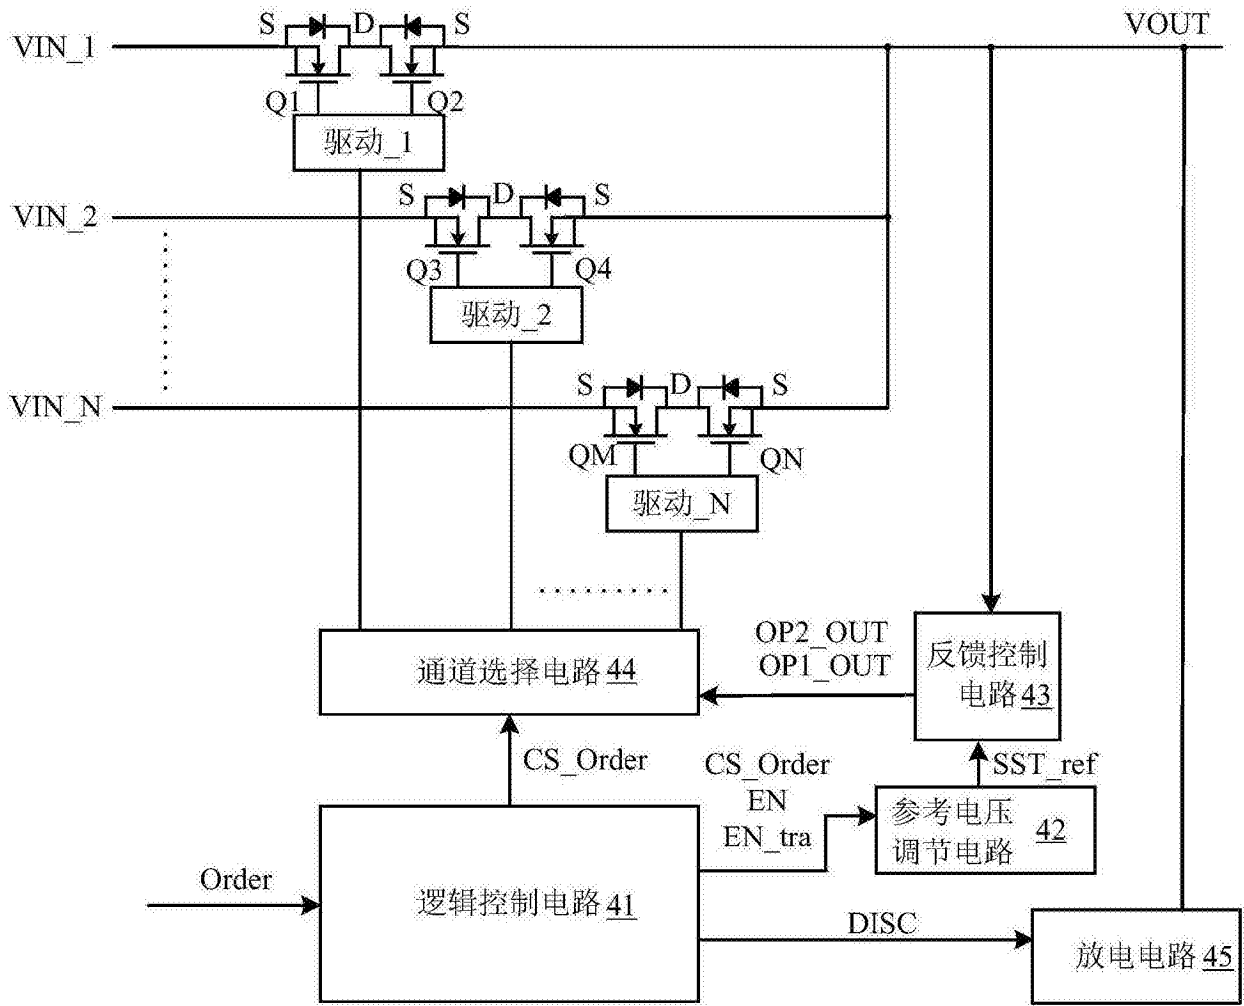 S D S VOUT
VIN_1
Q1 Q2
驱动_1
S D S
VIN_2
Q3 Q4
驱动_2
S D S
VIN_N
QM QN
驱动_N
OP2_OUT
OP1_OUT
反馈控制
电路43
通道选择电路44
CS_Order
CS_Order
EN
EN_tra
SST_ref
参考电压
调节电路 42
Order
逻辑控制电路41
DISC
放电电路45